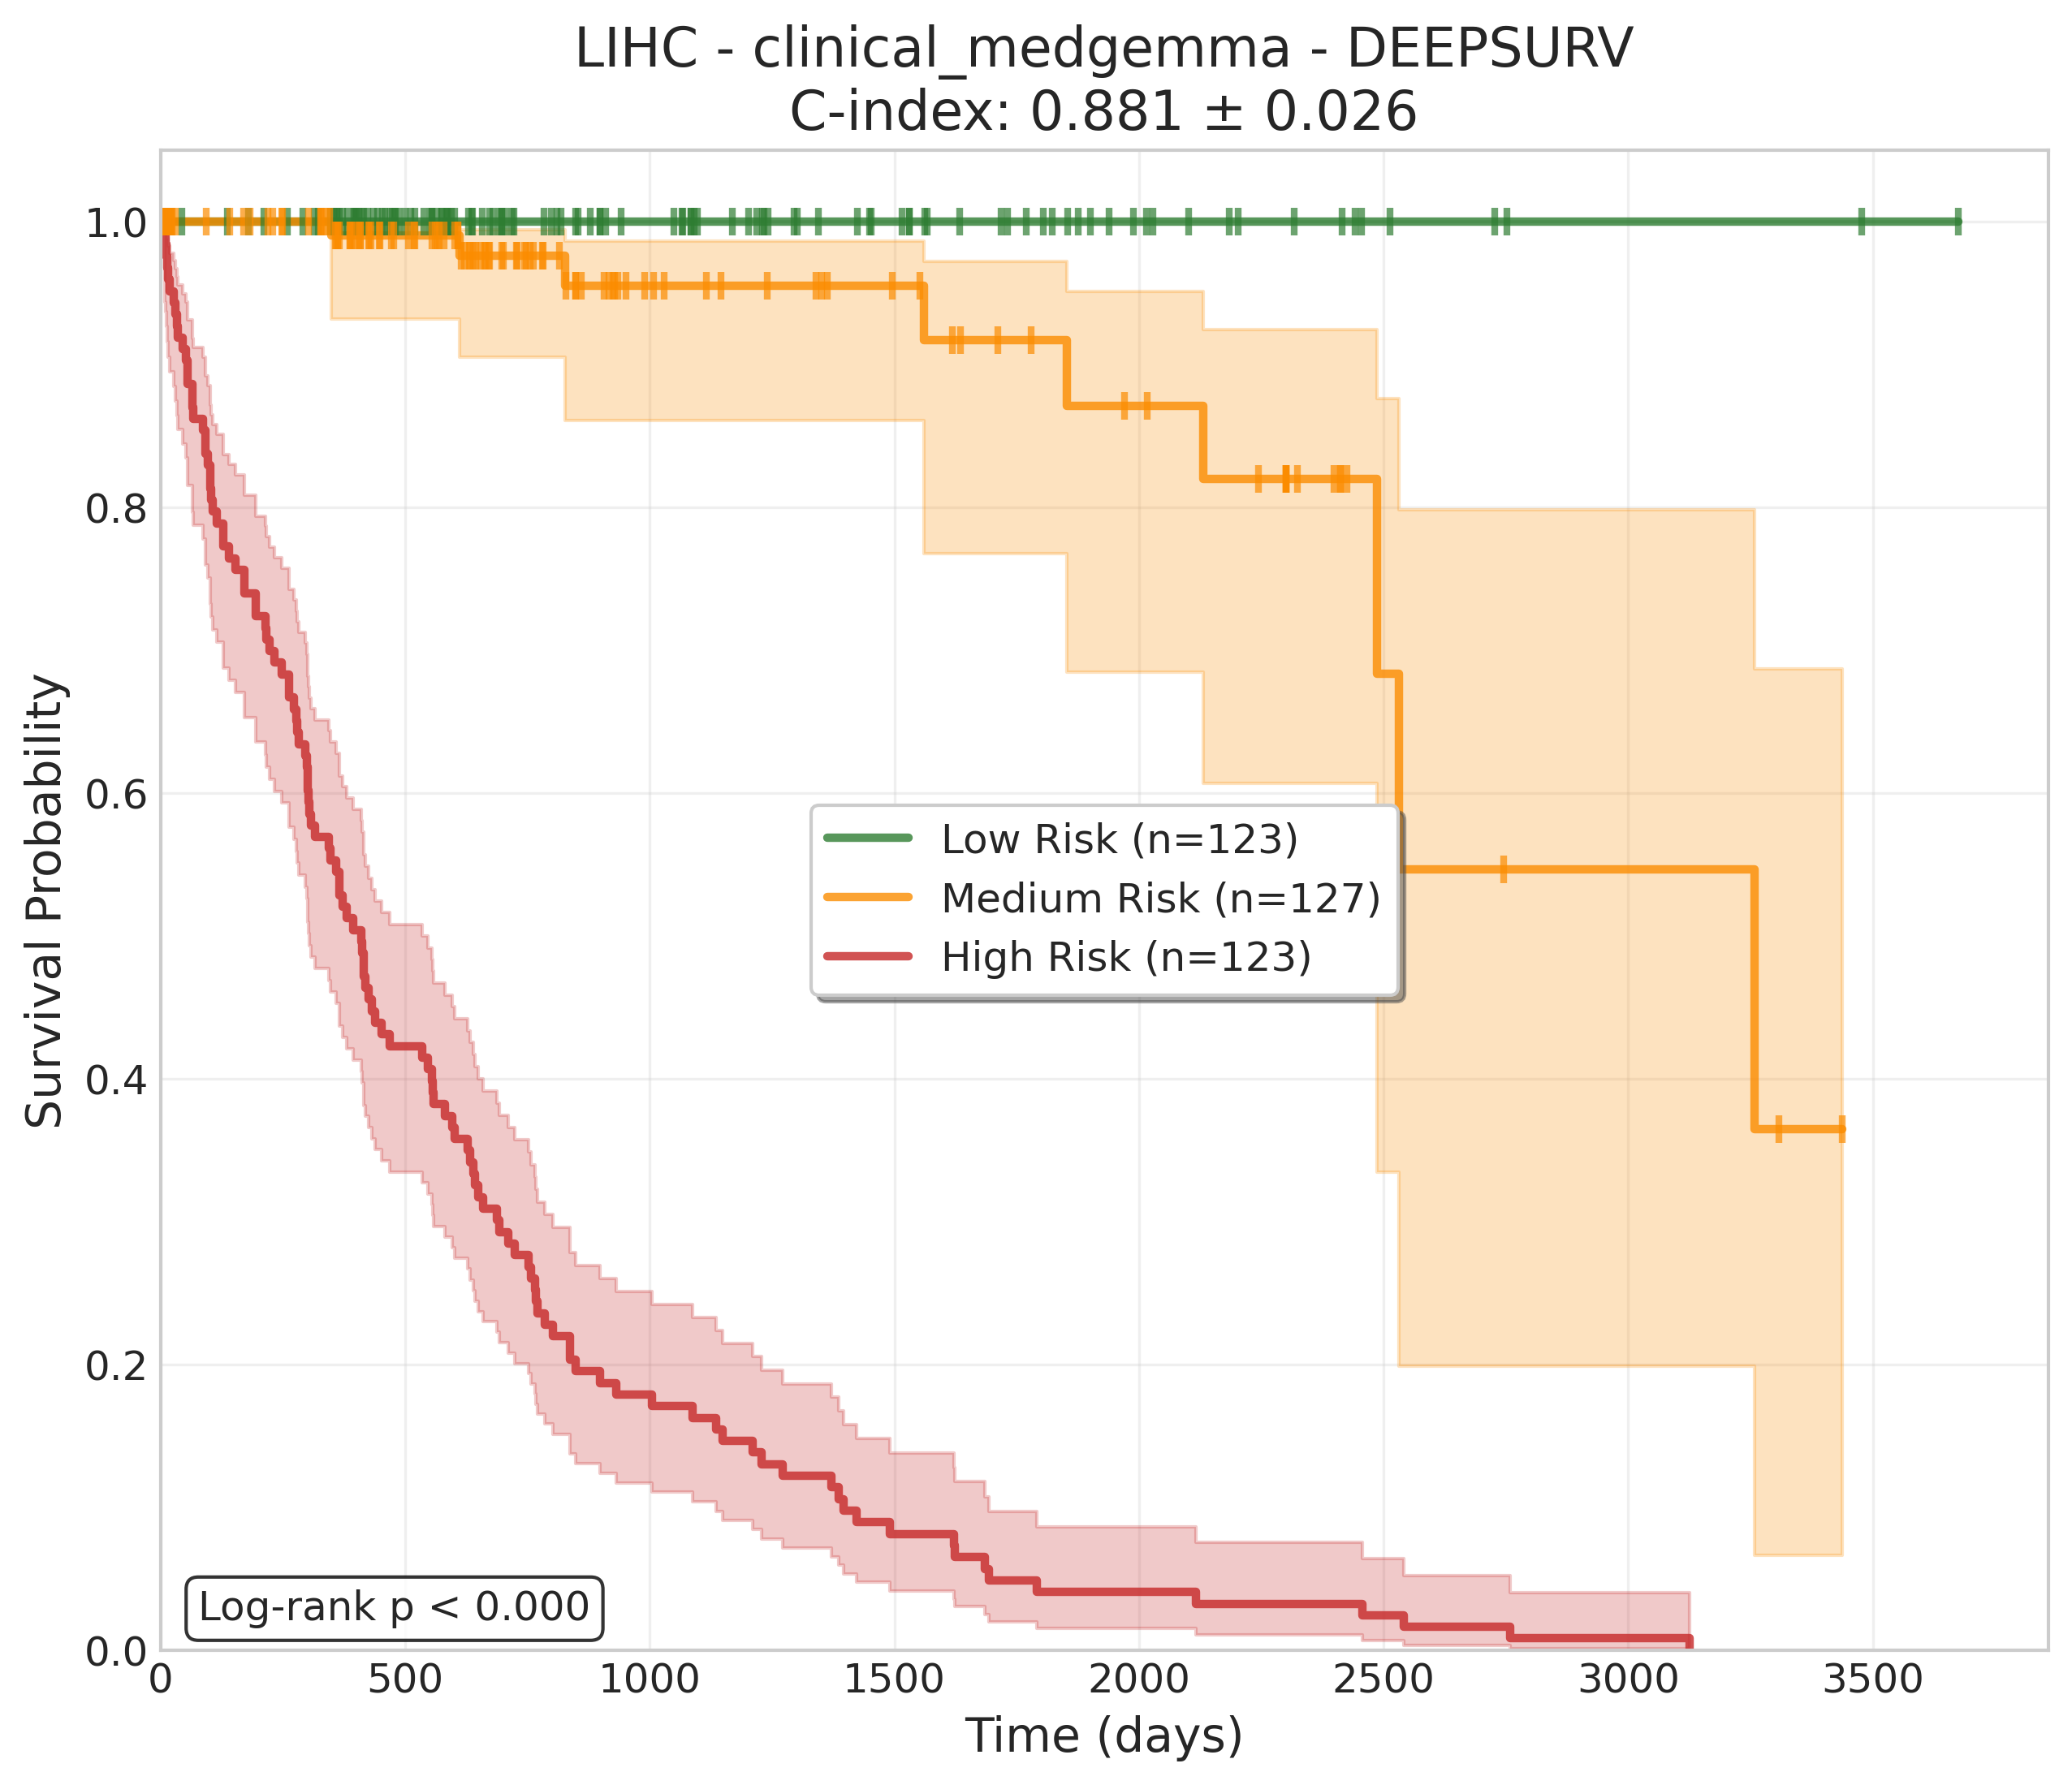 LIHC - clinical_medgemma - DEEPSURV
C-index: 0.881 ± 0.026
Survival Probability
1.0
0.8
0.6
0.4
0.2
0.0
Low Risk (n=123)
Medium Risk (n=127)
High Risk (n=123)
Log-rank p < 0.000
0 500 1000 1500 2000 2500 3000 3500
Time (days)